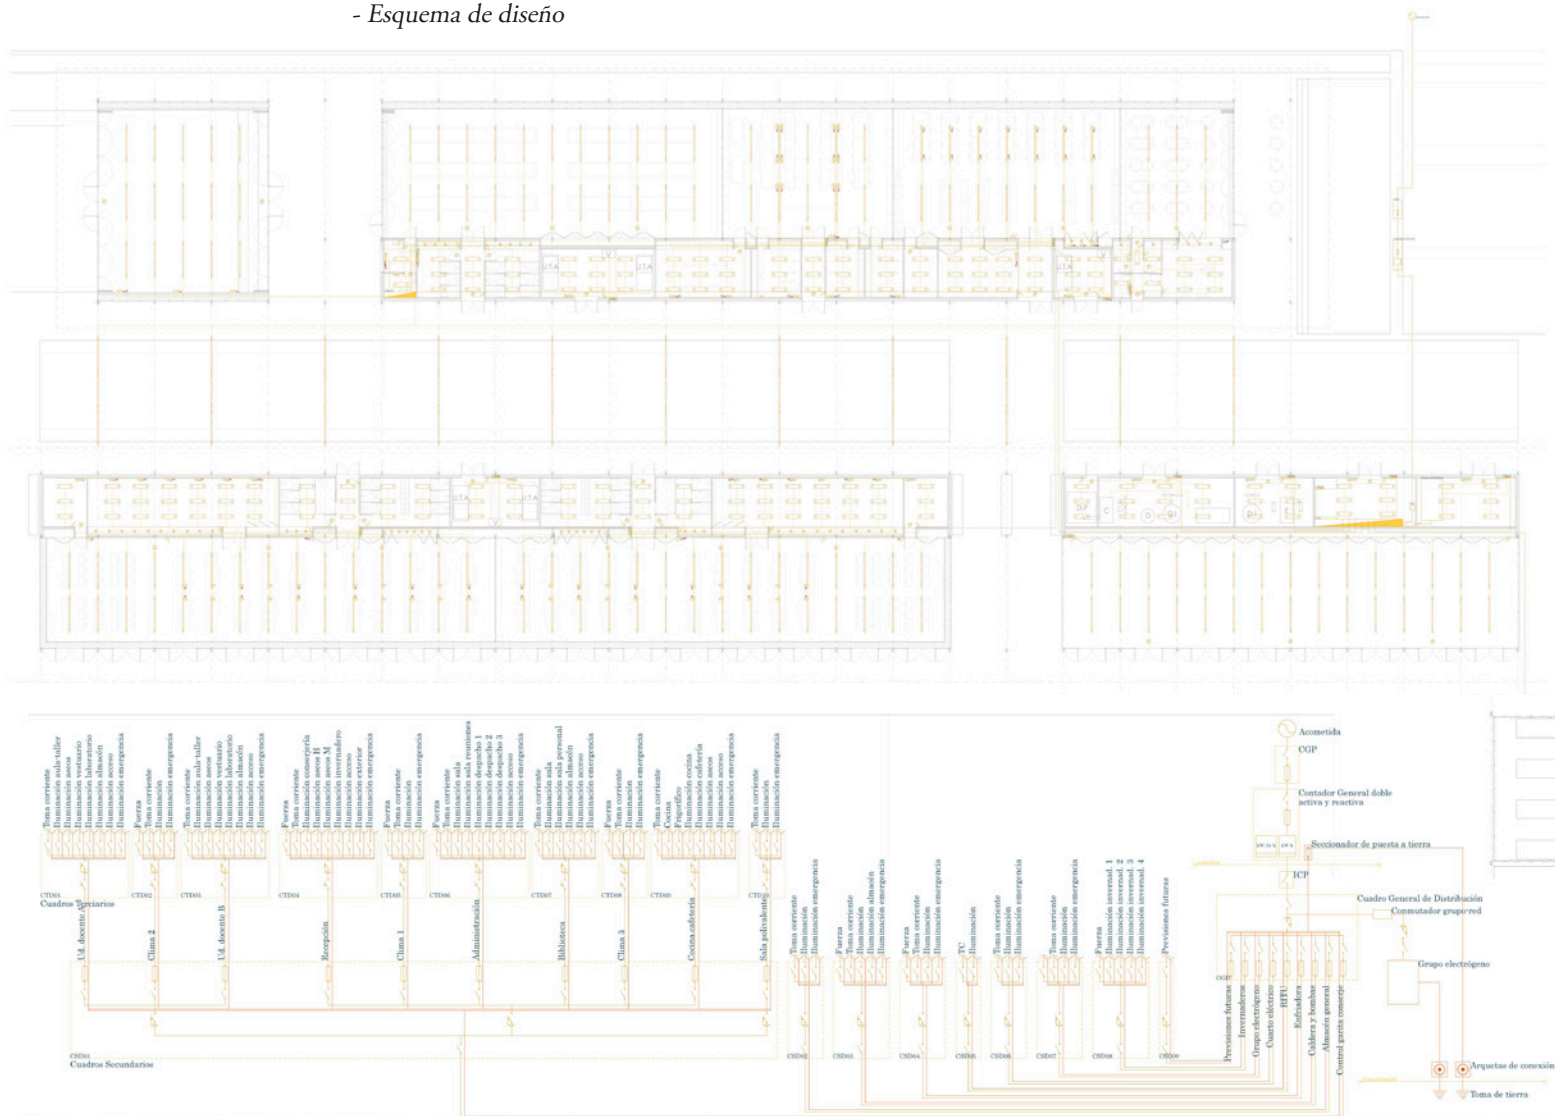 - Esquema de diseño
U.T.A
V
U.T.A
U.T.A
V
U.T.A
U.T.A
V
C
Toma corriente
Iluminación aula-taller
Iluminación aseos
Iluminación vestuario
Iluminación laboratorio
Iluminación almacén
Iluminación acceso
Iluminación emergencia
Fuerza
Toma corriente
Iluminación
Iluminación emergencia
Toma corriente
Iluminación aula-taller
Iluminación aseos
Iluminación vestuario
Iluminación laboratorio
Iluminación almacén
Iluminación acceso
Iluminación emergencia
Fuerza
Toma corriente
Iluminación conserjería
Iluminación aseos H
Iluminación aseos M
Iluminación invernadero
Iluminación acceso
Iluminación exterior
Iluminación emergencia
Fuerza
Toma corriente
Iluminación
Iluminación emergencia
Fuerza
Toma corriente
Iluminación sala
Iluminación sala reuniones
Iluminación despacho 1
Iluminación despacho 2
Iluminación despacho 3
Iluminación acceso
Iluminación emergencia
Toma corriente
Iluminación sala
Iluminación sala personal
Iluminación almacén
Iluminación acceso
Iluminación emergencia
Fuerza
Toma corriente
Iluminación
Iluminación emergencia
Toma corriente
Cocina
Frigorífico
Iluminación cocina
Iluminación cafetería
Iluminación aseos
Iluminación acceso
Iluminación emergencia
Toma corriente
Iluminación
Iluminación emergencia
CTD01
CTD02
CTD03
CTD04
CTD05
CTD06
CTD07
CTD08
CTD09
CTD10
Cuadros Terciarios
Ud. docente A
Clima 2
Ud. docente B
Recepción
Clima 1
Administración
Biblioteca
Clima 3
Cocina cafetería
Sala polivalente
CSD01
Cuadros Secundarios
Toma corriente
Iluminación
Iluminación emergencia
Fuerza
Toma corriente
Iluminación
Iluminación almacén
Iluminación emergencia
Fuerza
Toma corriente
Iluminación
Iluminación emergencia
TC
Iluminación
Toma corriente
Iluminación
Iluminación emergencia
Toma corriente
Iluminación
Iluminación emergencia
Fuerza
Iluminación invernad. 1
Iluminación invernad. 2
Iluminación invernad. 3
Iluminación invernad. 4
Previsiones futuras
CSD02
CSD03
CSD04
CSD05
CSD06
CSD07
CSD08
CSD09
Acometida
CGP
Contador General doble
activa y reactiva
Seccionador de puesta a tierra
ICP
Cuadro General de Distribución
Conmutador grupo-red
Grupo electrógeno
CGD
Previsiones futuras
Invernaderos
Grupo electrógeno
Cuarto eléctrico
RITU
Enfriadora
Caldera y bombas
Almacén general
Control garita conserje
Arquetas de conexión
Toma de tierra